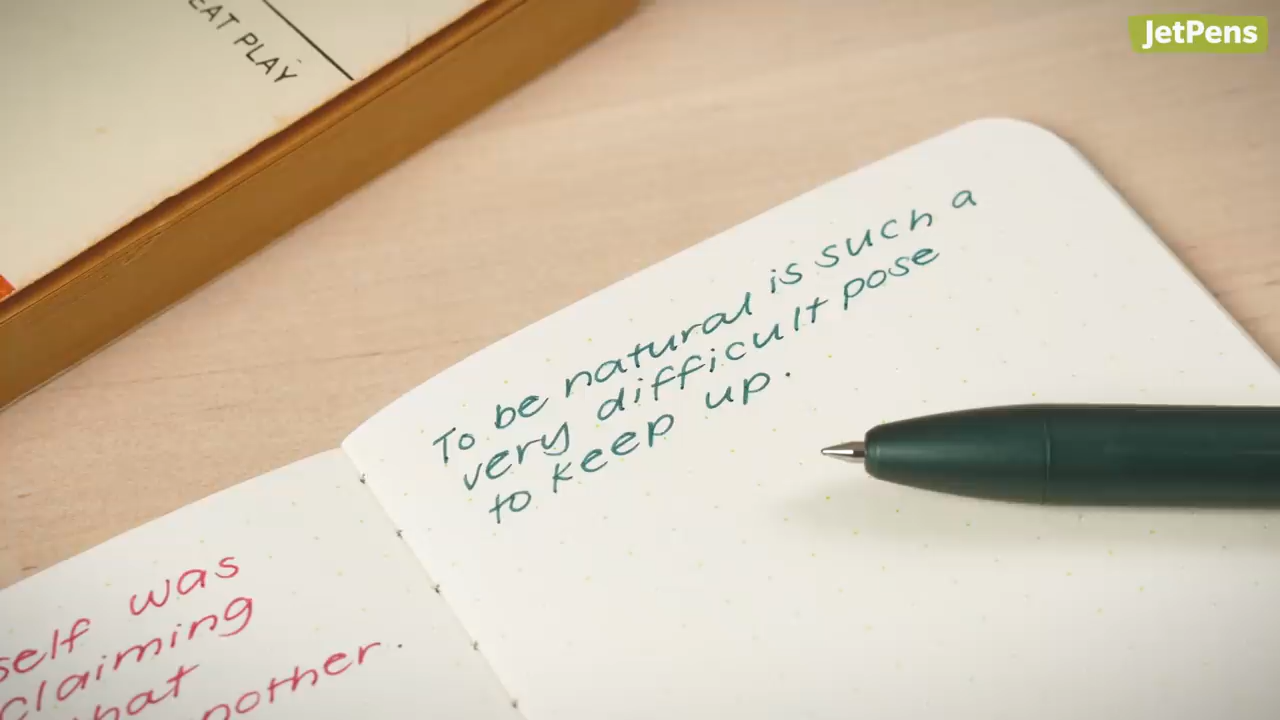 EAT PLAY
JetPens
To be natural is such a
very difficult pose
to keep up.
self was
claiming
hat
nother.